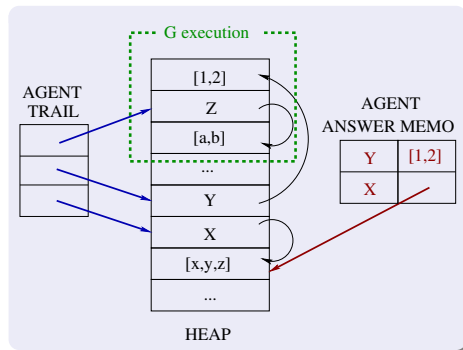 G execution
AGENT
TRAIL
[1,2]
Z
[a,b]
...
Y
X
[x,y,z]
...
HEAP
AGENT
ANSWER MEMO
Y [1,2]
X